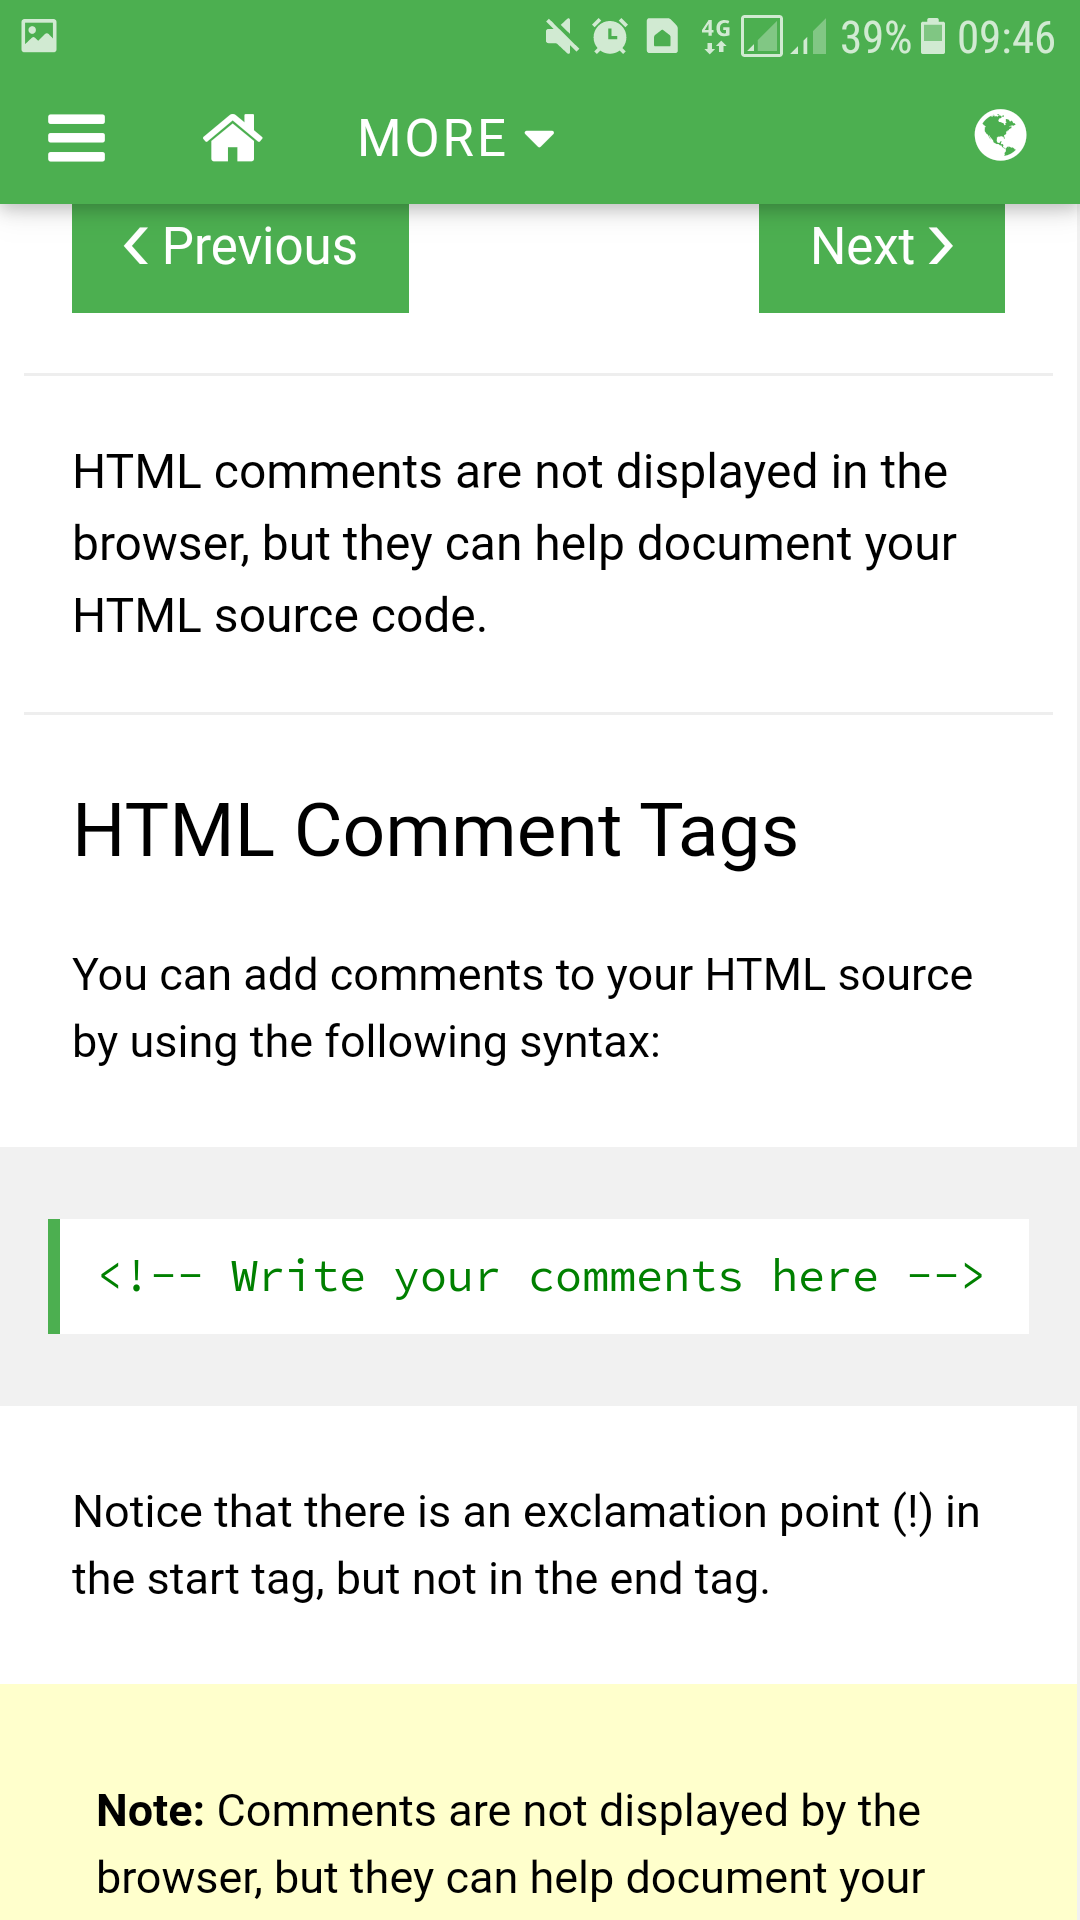 4G 39% 09:46
MORE
❮ Previous
Next ❯
HTML comments are not displayed in the
browser, but they can help document your
HTML source code.
HTML Comment Tags
You can add comments to your HTML source
by using the following syntax:
<!-- Write your comments here -->
Notice that there is an exclamation point (!) in
the start tag, but not in the end tag.
Note: Comments are not displayed by the
browser, but they can help document your